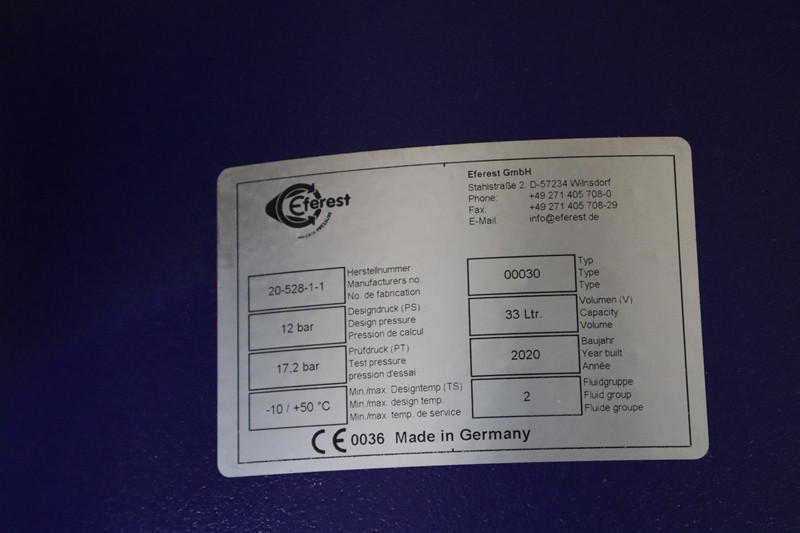 Eferest
PRESSURE
Eferest GmbH
Stahlstraße 2. D-57234 Wilnsdorf
Phone: +49 271 405 708-0
Fax: +49 271 405 708-29
E-Mail: info@eferest.de
20-528-1-1
Herstellnummer
Manufacturers no
No. de fabrication
12 bar
Designdruck (PS)
Design pressure
Pression de calcul
17,2 bar
Prüfdruck (PT)
Test pressure
pression d'essai
-10 / +50 °C
Min./max. Designtemp (TS)
Min./max. design temp.
Min./max. temp. de service
00030
Typ
Type
Type
33 Ltr.
Volumen (V)
Capacity
Volume
2020
Baujahr
Year built
Année
2
Fluidgruppe
Fluid group
Fluide groupe
CE 0036 Made in Germany